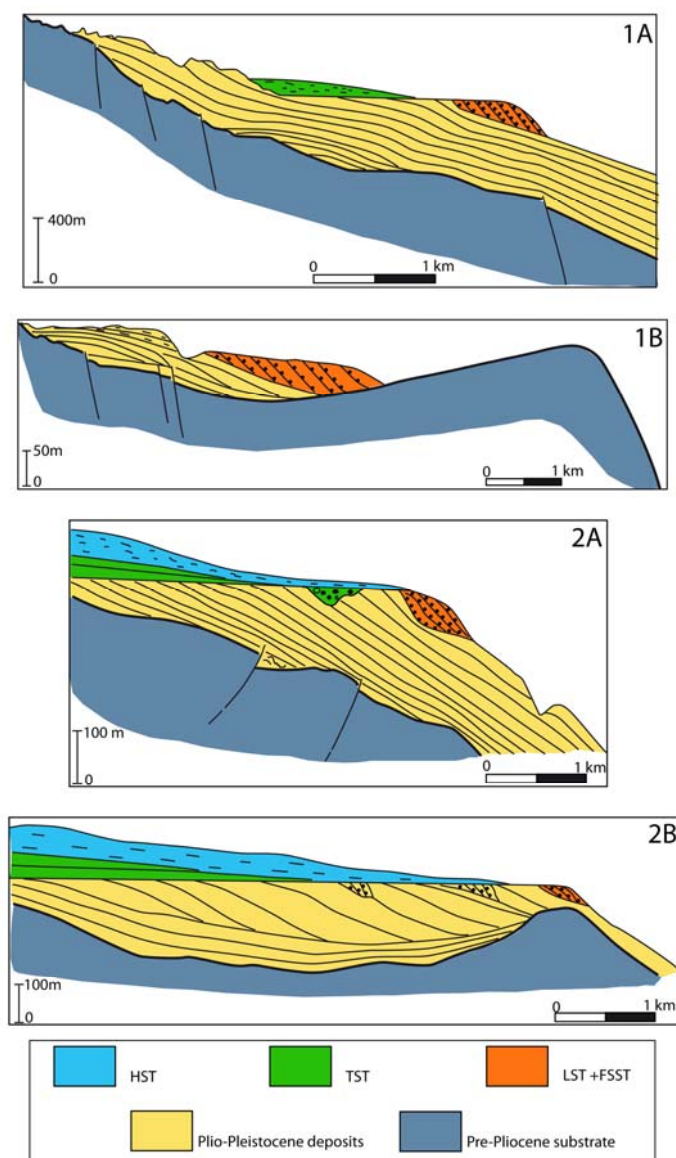 1A
400m
0
0 1 km
1B
50m
0
0 1 km
2A
100 m
0
0 1 km
2B
100m
0
0 1 km
HST TST LST +FSST
Plio-Pleistocene deposits Pre-Pliocene substrate